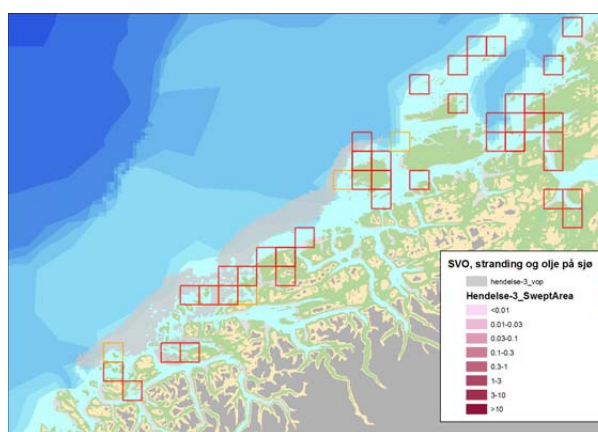 SVO, stranding og olje på sjø
hendelse-3_vop
Hendelse-3_SweptArea
<0.01
0.01-0.03
0.03-0.1
0.1-0.3
0.3-1
1-3
3-10
>10